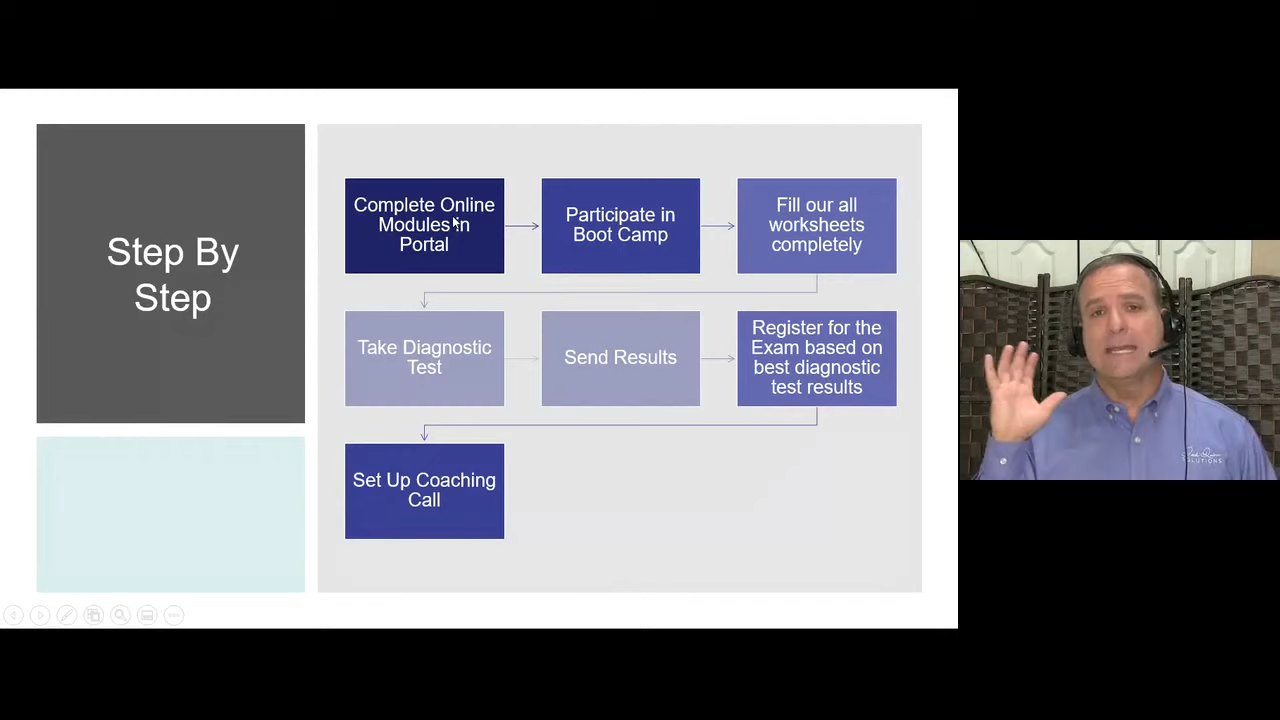 Step By
Step
Complete Online
Modules in
Portal
Participate in
Boot Camp
Fill our all
worksheets
completely
Take Diagnostic
Test
Send Results
Register for the
Exam based on
best diagnostic
test results
Set Up Coaching
Call
SOLUTIONS